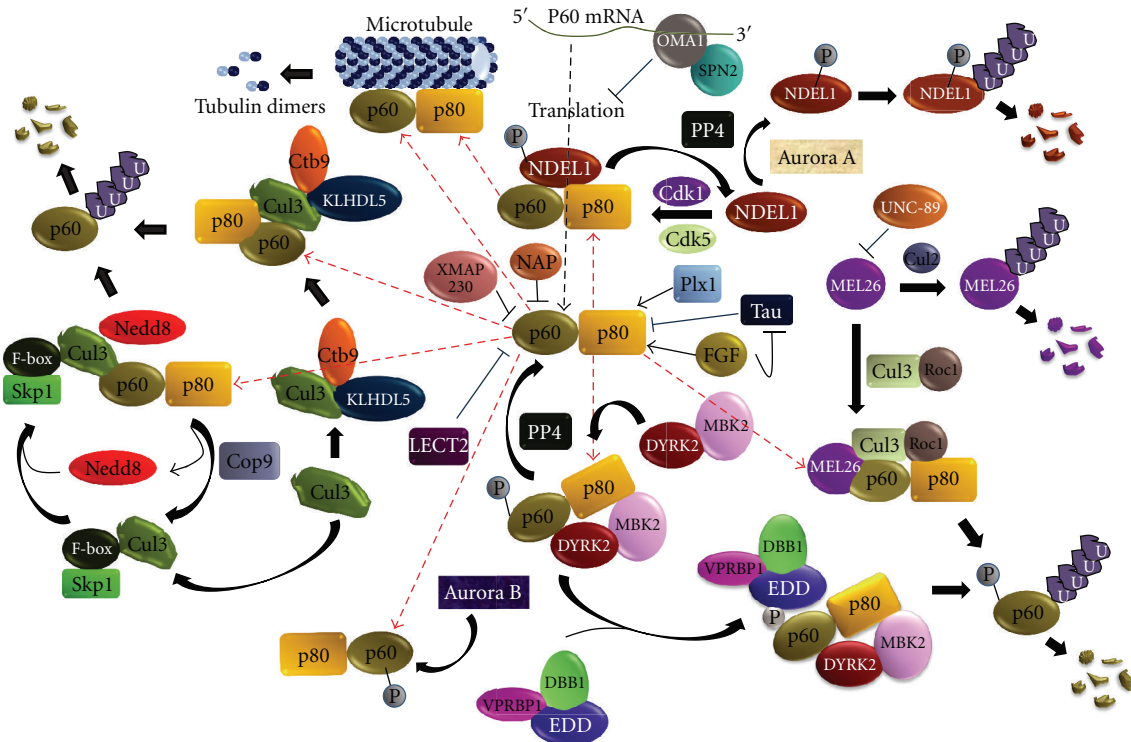 5′ P60 mRNA 3′
Microtubule
OMA1
SPN2
P
NDEL1
P
NDEL1
U
U
U
U
Tubulin dimers
Translation
p60
p80
PP4
Aurora A
P
NDEL1
Ctb9
U
U
U
U
Cul3
KLHDL5
p80
p60
p60
p60
p80
Cdk1
NDEL1
Cdk5
UNC-89
Cul2
MEL26
MEL26
U
U
U
U
XMAP
230
NAP
Plx1
Tau
p60
p80
FGF
Nedd8
F-box
Cul3
Skp1
p60
p80
Ctb9
Cul3
KLHDL5
Cul3
Roc1
LECT2
PP4
MBK2
DYRK2
Cop9
Nedd8
Cul3
Cul3
Roc1
MEL26
p60
p80
P
p80
p60
MBK2
DYRK2
F-box
Cul3
Skp1
DBB1
VPRBP1
EDD
P
p80
p60
MBK2
DYRK2
U
U
U
U
P
p60
Aurora B
p80
p60
P
DBB1
VPRBP1
EDD